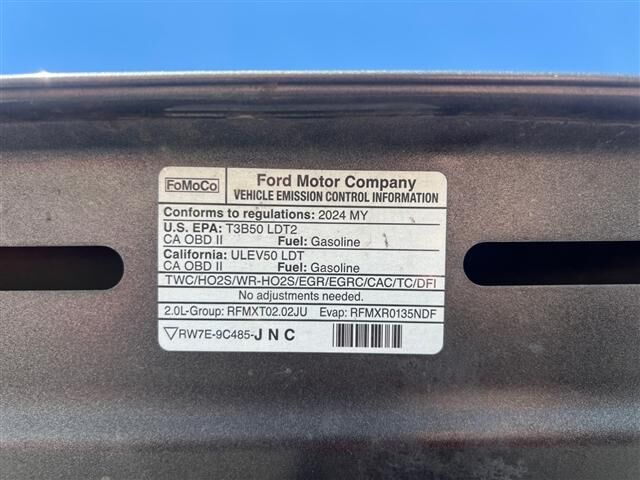 FoMoCo
Ford Motor Company
VEHICLE EMISSION CONTROL INFORMATION
Conforms to regulations: 2024 MY
U.S. EPA: T3B50 LDT2
CA OBD II Fuel: Gasoline
California: ULEV50 LDT
CA OBD II Fuel: Gasoline
TWC/HO2S/WR-HO2S/EGR/EGRC/CAC/TC/DFI
No adjustments needed.
2.0L-Group: RFMXT02.02JU Evap: RFMXR0135NDF
RW7E-9C485-J N C